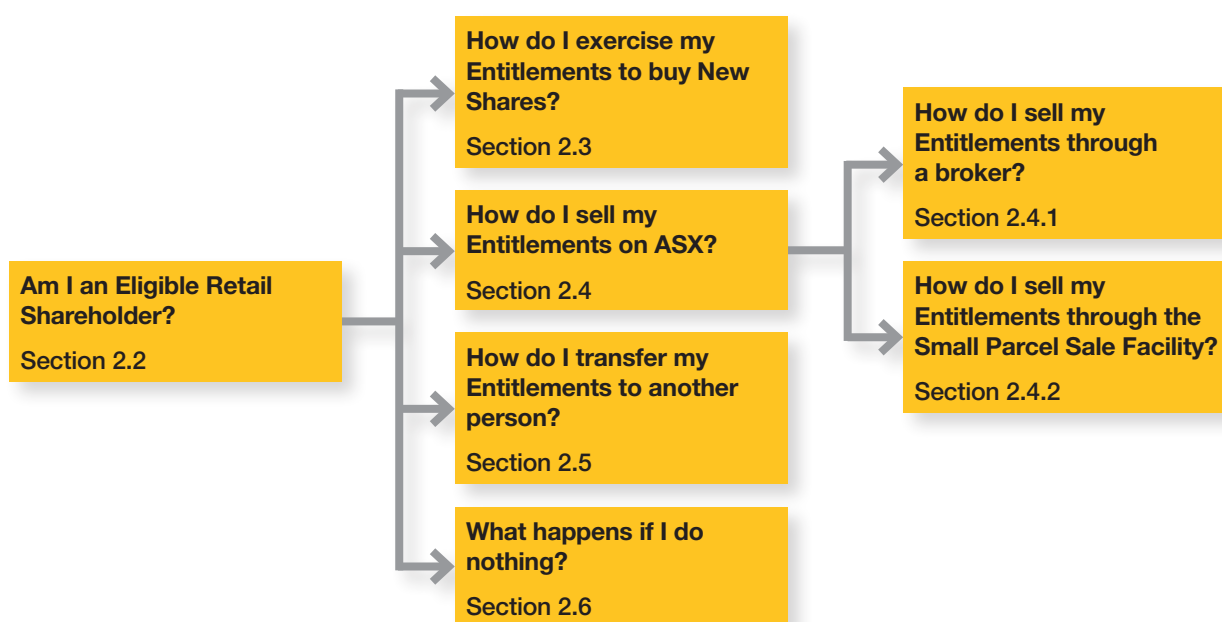 Am I an Eligible Retail
Shareholder?
Section 2.2
How do I exercise my
Entitlements to buy New
Shares?
Section 2.3
How do I sell my
Entitlements on ASX?
Section 2.4
How do I transfer my
Entitlements to another
person?
Section 2.5
What happens if I do
nothing?
Section 2.6
How do I sell my
Entitlements through
a broker?
Section 2.4.1
How do I sell my
Entitlements through the
Small Parcel Sale Facility?
Section 2.4.2